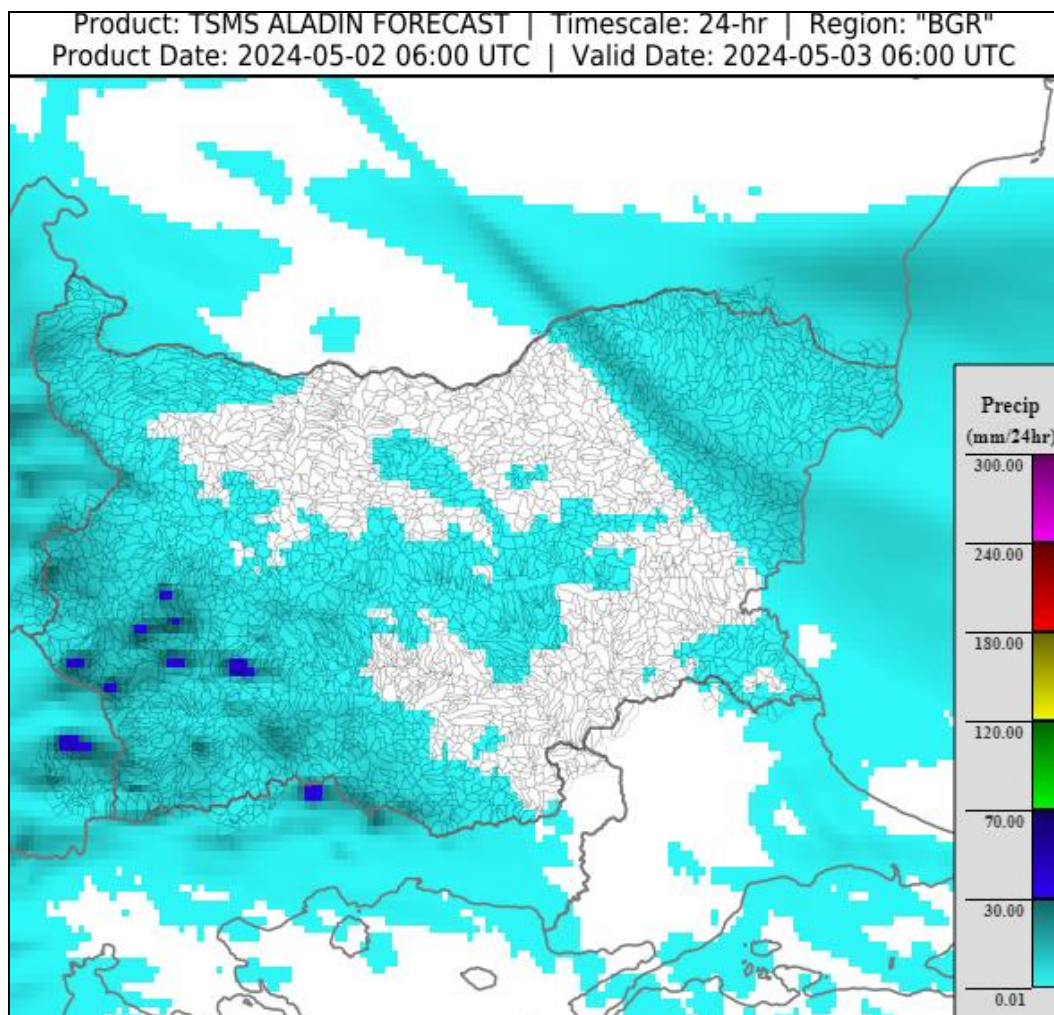 Product: TSMS ALADIN FORECAST | Timescale: 24-hr | Region: "BGR"
Product Date: 2024-05-02 06:00 UTC | Valid Date: 2024-05-03 06:00 UTC
Precip
(mm/24hr)
300.00
240.00
180.00
120.00
70.00
30.00
0.01